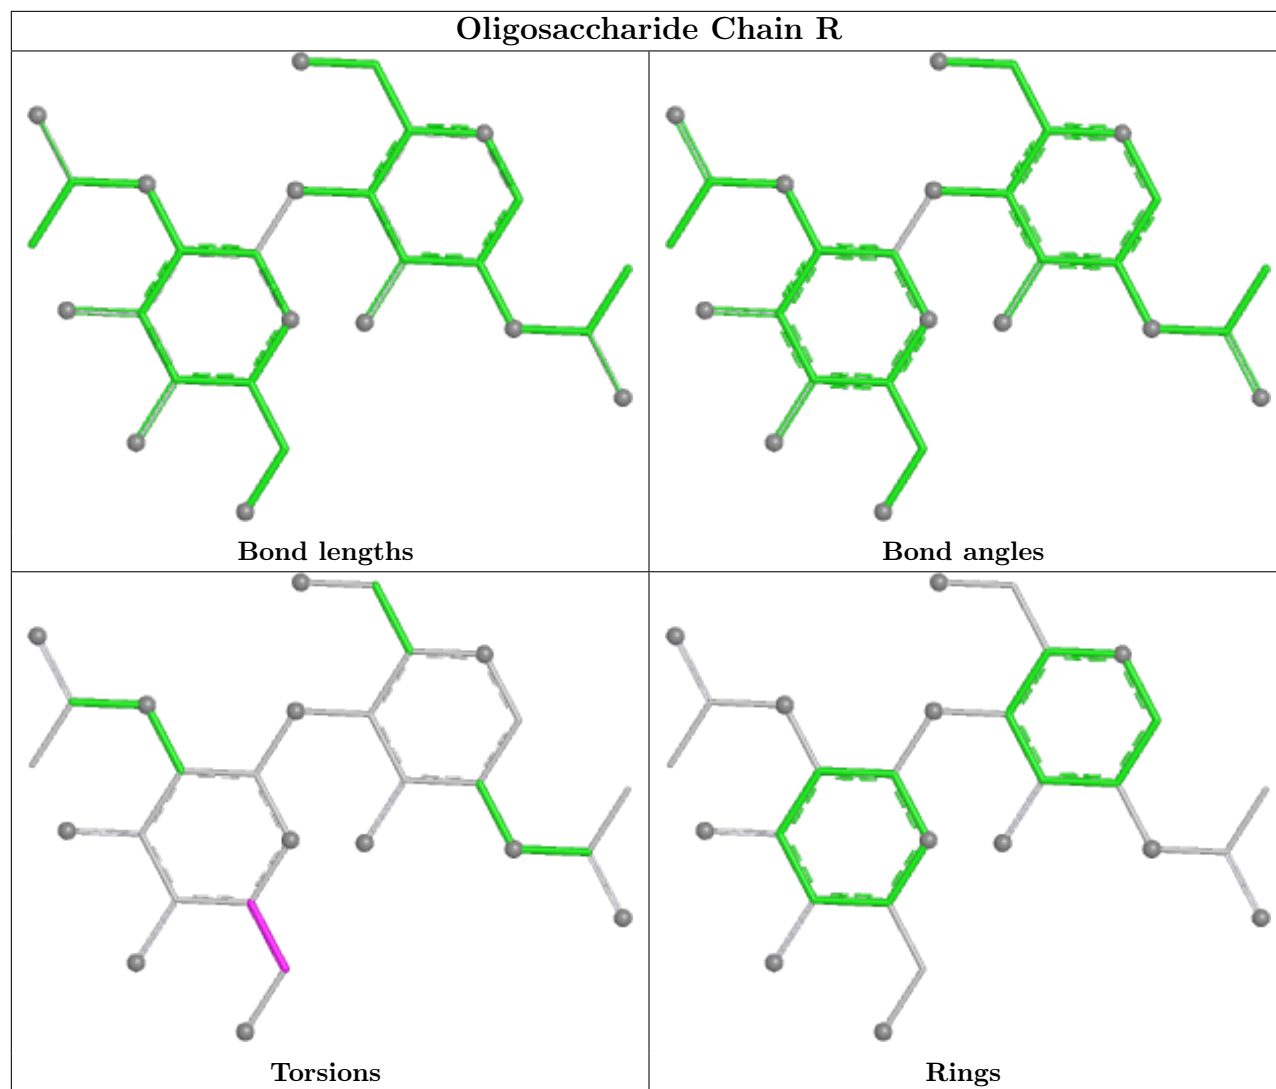 Oligosaccharide Chain R
Bond lengths
Bond angles
Torsions
Rings